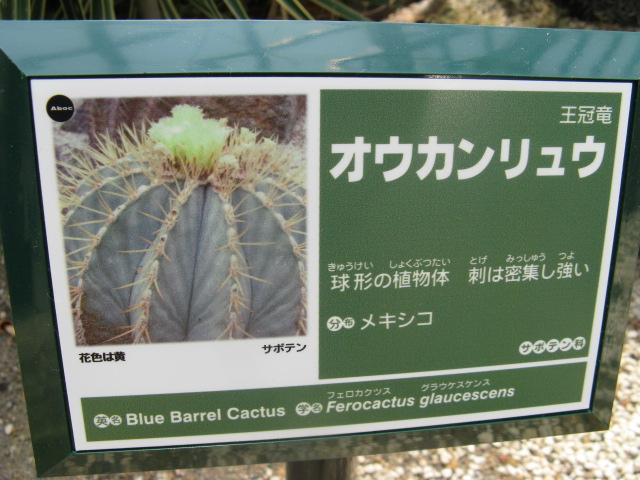 Aboc
王冠竜
オウカンリュウ
きゅうけい しょくぶつたい とげ みっしゅう つよ
球形の植物体 刺は密集し強い
分布 メキシコ
サボテン科
花色は黄 サボテン
フェロカクツス グラウケスケンス
英名 Blue Barrel Cactus 学名 Ferocactus glaucescens